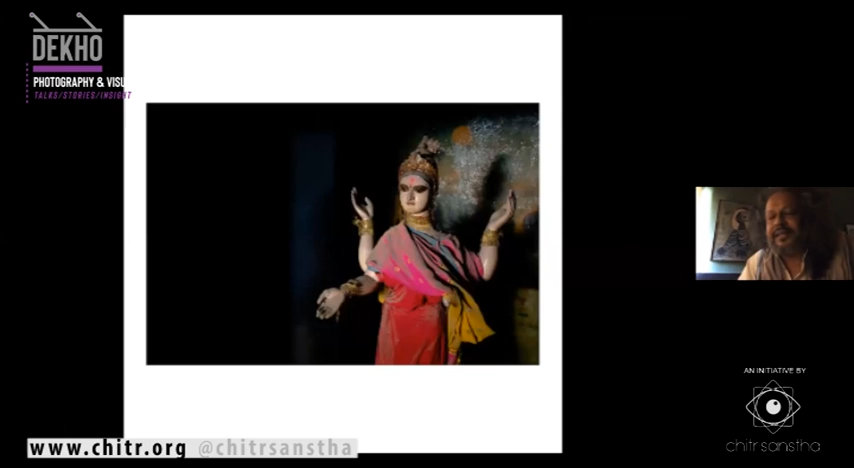 DEKHO
PHOTOGRAPHY & VISU
TALKS/STORIES/INSIGHT
AN INITIATIVE BY
chitrsanstha
www.chitr.org @chitrsanstha